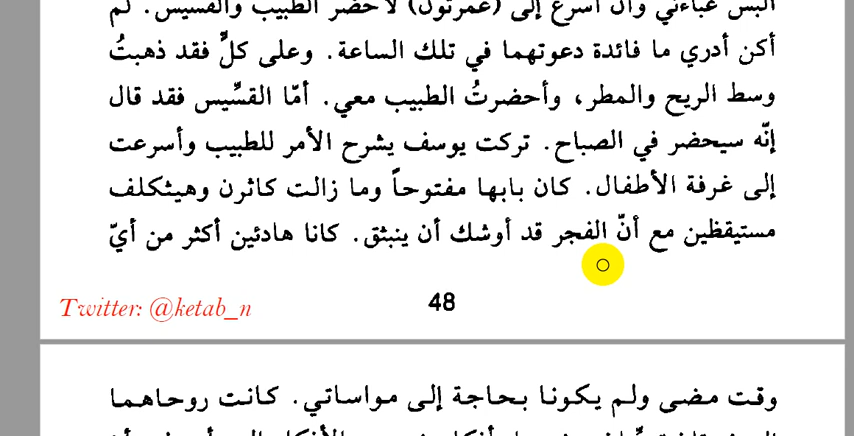 ألبس عباءتي وأن أسرع إلى (غمرتون) لأحضر الطبيب والقسيس. لم
أكن أدري ما فائدة دعوتهما في تلك الساعة. وعلى كلٍّ فقد ذهبتُ
وسط الريح والمطر، وأحضرتُ الطبيب معي. أمّا القسِّيس فقد قال
إنّه سيحضر في الصباح. تركت يوسف يشرح الأمر للطبيب وأسرعت
إلى غرفة الأطفال. كان بابها مفتوحاً وما زالت كاثرن وهيثكلف
مستيقظين مع أنّ الفجر قد أوشك أن ينبثق. كانا هادئين أكثر من أيّ
Twitter: @ketab_n
48
وقت مضى ولم يكونا بحاجة إلى مواساتي. كانت روحاهما